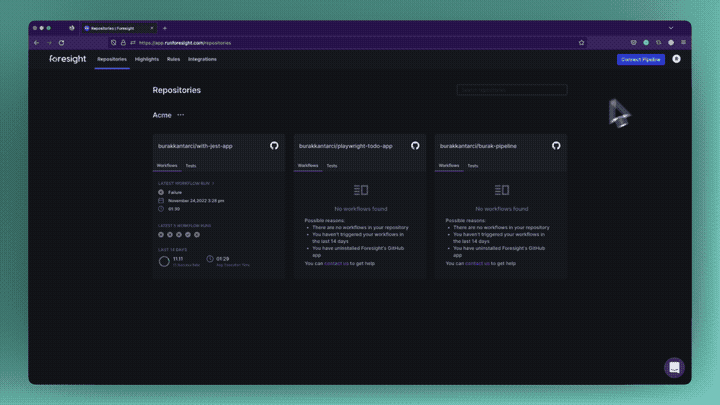 Repositories | Foresight
https://app.runforesight.com/repositories
foresight
Repositories
Highlights
Rules
Integrations
Connect Pipeline
Repositories
Acme
burakkantarci/with-jest-app
Workflows
Tests
LATEST WORKFLOW RUN
Failure
November 24, 2022 3:28 pm
01:30
LAST 14 DAYS
11.11
01:29
burakkantarci/playwright-todo-app
Workflows
Tests
No workflows found
Possible reasons:
• There are no workflows in your repository
• You haven't triggered your workflows in
the last 14 days
• You have uninstalled Foresight's GitHub
app
You can contact us to get help
burakkantarci/burak-pipeline
Workflows
Tests
No workflows found
Possible reasons:
• There are no workflows in your repository
• You haven't triggered your workflows in
the last 14 days
• You have uninstalled Foresight's GitHub
app
You can contact us to get help